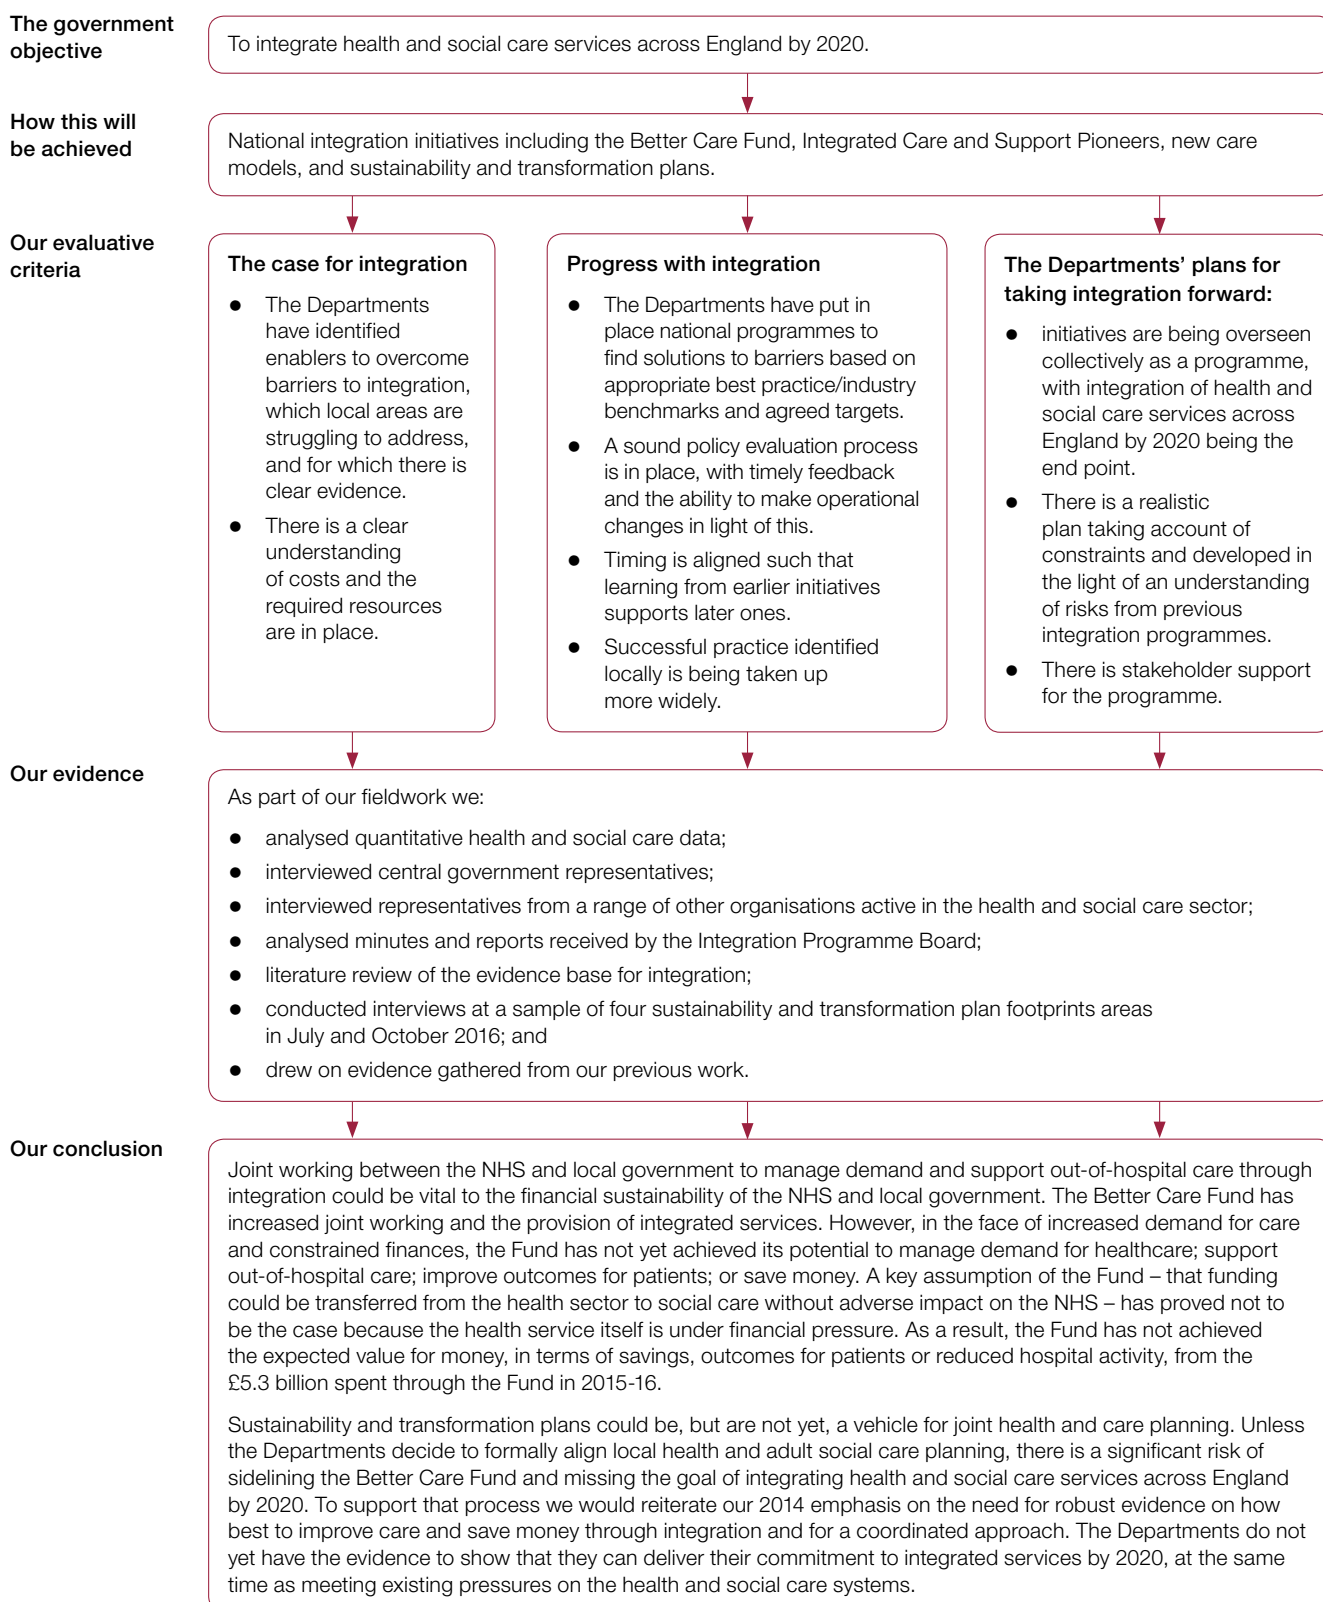 The government
objective
To integrate health and social care services across England by 2020.
How this will
be achieved
National integration initiatives including the Better Care Fund, Integrated Care and Support Pioneers, new care
models, and sustainability and transformation plans.
Our evaluative
criteria
The case for integration
● The Departments
have identified
enablers to overcome
barriers to integration,
which local areas are
struggling to address,
and for which there is
clear evidence.
● There is a clear
understanding
of costs and the
required resources
are in place.
Progress with integration
● The Departments have put in
place national programmes to
find solutions to barriers based on
appropriate best practice/industry
benchmarks and agreed targets.
● A sound policy evaluation process
is in place, with timely feedback
and the ability to make operational
changes in light of this.
● Timing is aligned such that
learning from earlier initiatives
supports later ones.
● Successful practice identified
locally is being taken up
more widely.
The Departments' plans for
taking integration forward:
● initiatives are being overseen
collectively as a programme,
with integration of health and
social care services across
England by 2020 being the
end point.
● There is a realistic
plan taking account of
constraints and developed in
the light of an understanding
of risks from previous
integration programmes.
● There is stakeholder support
for the programme.
Our evidence
As part of our fieldwork we:
● analysed quantitative health and social care data;
● interviewed central government representatives;
● interviewed representatives from a range of other organisations active in the health and social care sector;
● analysed minutes and reports received by the Integration Programme Board;
● literature review of the evidence base for integration;
● conducted interviews at a sample of four sustainability and transformation plan footprints areas
in July and October 2016; and
● drew on evidence gathered from our previous work.
Our conclusion
Joint working between the NHS and local government to manage demand and support out-of-hospital care through
integration could be vital to the financial sustainability of the NHS and local government. The Better Care Fund has
increased joint working and the provision of integrated services. However, in the face of increased demand for care
and constrained finances, the Fund has not yet achieved its potential to manage demand for healthcare; support
out-of-hospital care; improve outcomes for patients; or save money. A key assumption of the Fund – that funding
could be transferred from the health sector to social care without adverse impact on the NHS – has proved not to
be the case because the health service itself is under financial pressure. As a result, the Fund has not achieved
the expected value for money, in terms of savings, outcomes for patients or reduced hospital activity, from the
£5.3 billion spent through the Fund in 2015-16.
Sustainability and transformation plans could be, but are not yet, a vehicle for joint health and care planning. Unless
the Departments decide to formally align local health and adult social care planning, there is a significant risk of
sidelining the Better Care Fund and missing the goal of integrating health and social care services across England
by 2020. To support that process we would reiterate our 2014 emphasis on the need for robust evidence on how
best to improve care and save money through integration and for a coordinated approach. The Departments do not
yet have the evidence to show that they can deliver their commitment to integrated services by 2020, at the same
time as meeting existing pressures on the health and social care systems.